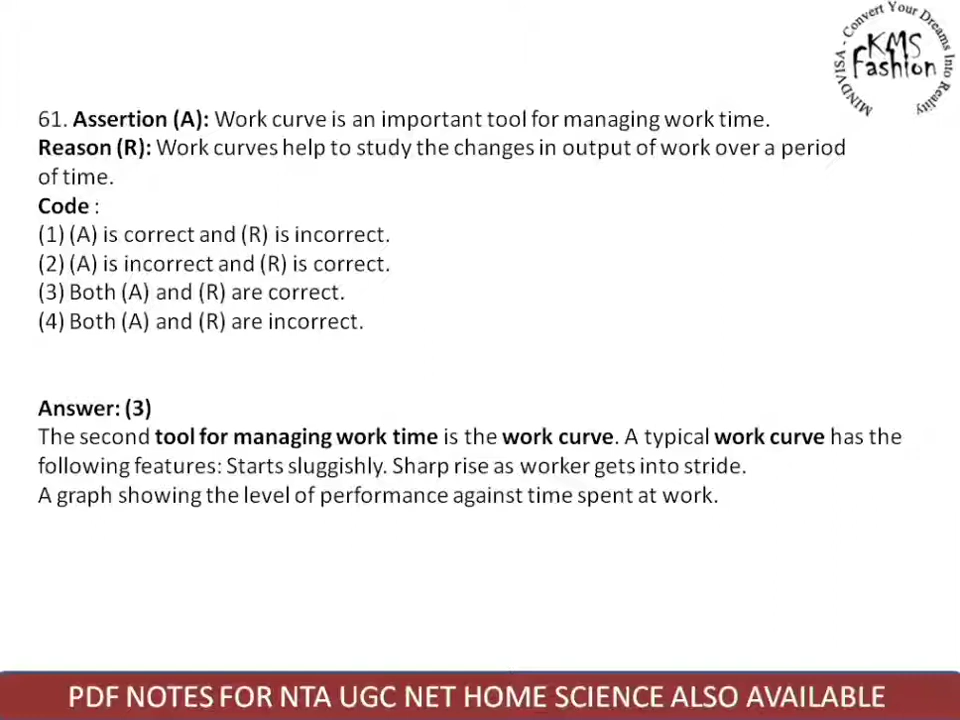 MINDVISA - Convert Your Dreams Into Reality
KMS
Fashion
61. Assertion (A): Work curve is an important tool for managing work time.
Reason (R): Work curves help to study the changes in output of work over a period
of time.
Code :
(1) (A) is correct and (R) is incorrect.
(2) (A) is incorrect and (R) is correct.
(3) Both (A) and (R) are correct.
(4) Both (A) and (R) are incorrect.
Answer: (3)
The second tool for managing work time is the work curve. A typical work curve has the
following features: Starts sluggishly. Sharp rise as worker gets into stride.
A graph showing the level of performance against time spent at work.
PDF NOTES FOR NTA UGC NET HOME SCIENCE ALSO AVAILABLE